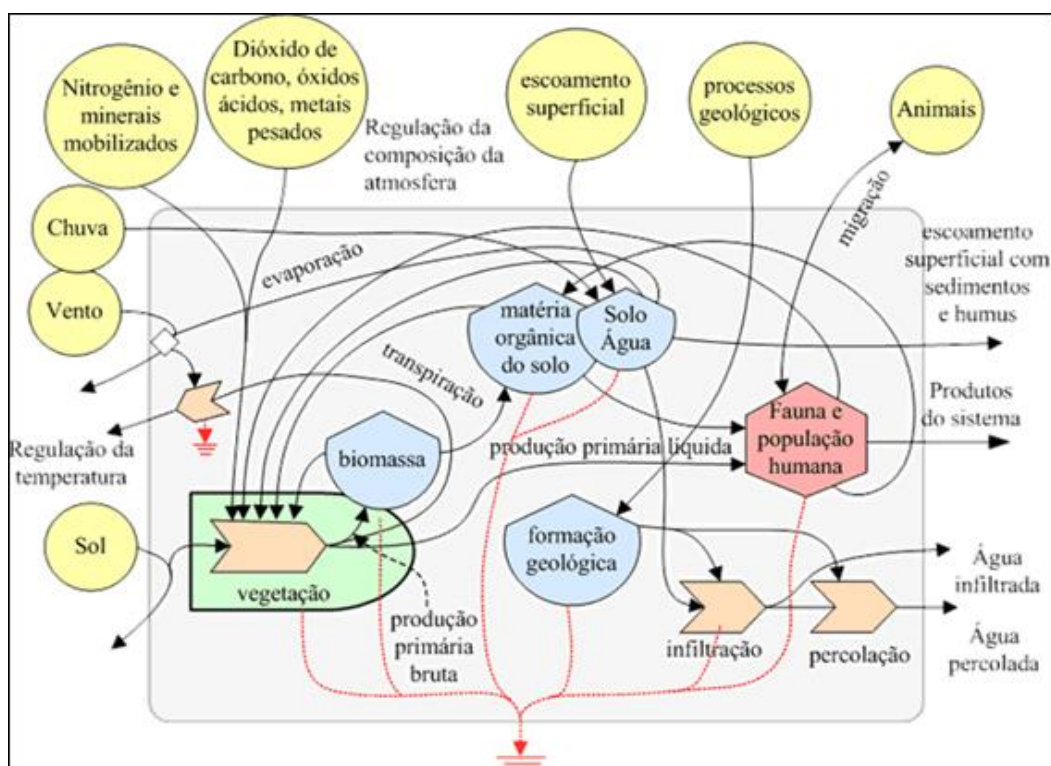 Nitrogênio e
minerais
mobilizados
Dióxido de
carbono, óxidos
ácidos, metais
pesados
Regulação da
composição da
atmosfera
escoamento
superficial
processos
geológicos
Animais
migração
Chuva
evaporação
Vento
escoamento
superficial com
sedimentos
e humus
matéria
orgânica
do solo
Solo
Água
transpiração
Regulação da
temperatura
biomassa
produção primária líquida
Fauna e
população
humana
Produtos
do sistema
Sol
vegetação
formação
geológica
produção
primária
bruta
infiltração
percolação
Água
infiltrada
Água
percolada